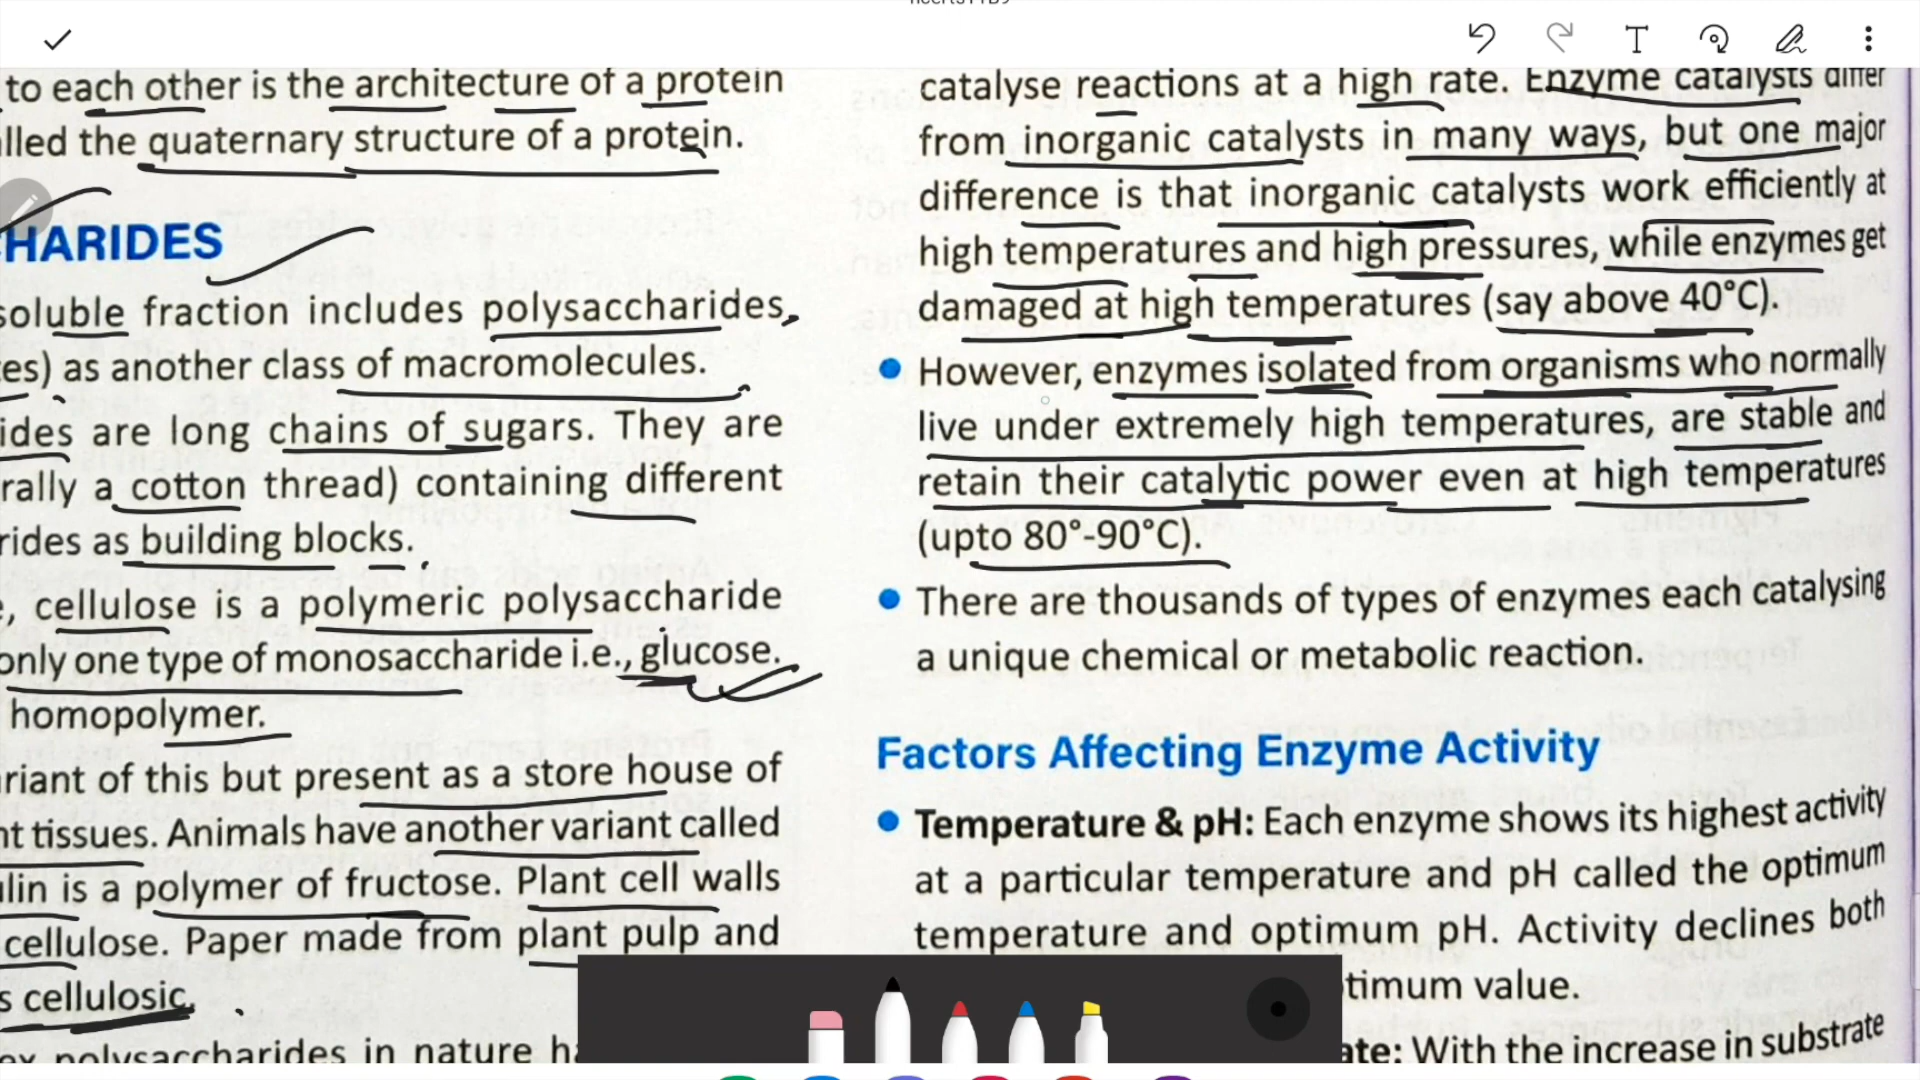 to each other is the architecture of a protein
lled the quaternary structure of a protein.
HARIDES
soluble fraction includes polysaccharides,
es) as another class of macromolecules.
ides are long chains of sugars. They are
rally a cotton thread) containing different
rides as building blocks.
, cellulose is a polymeric polysaccharide
only one type of monosaccharide i.e., glucose.
homopolymer.
riant of this but present as a store house of
nt tissues. Animals have another variant called
lin is a polymer of fructose. Plant cell walls
cellulose. Paper made from plant pulp and
s cellulosic.
ex polysaccharides in nature ha
catalyse reactions at a high rate. Enzyme catalysts differ
from inorganic catalysts in many ways, but one major
difference is that inorganic catalysts work efficiently at
high temperatures and high pressures, while enzymes get
damaged at high temperatures (say above 40°C).
However, enzymes isolated from organisms who normally
live under extremely high temperatures, are stable and
retain their catalytic power even at high temperatures
(upto 80°-90°C).
There are thousands of types of enzymes each catalysing
a unique chemical or metabolic reaction.
Factors Affecting Enzyme Activity
Temperature & pH: Each enzyme shows its highest activity
at a particular temperature and pH called the optimum
temperature and optimum pH. Activity declines both
timum value.
ate: With the increase in substrate